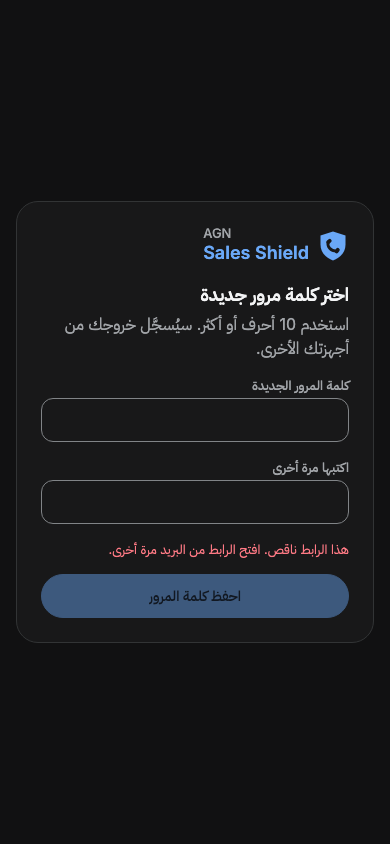 AGN
Sales Shield
اختر كلمة مرور جديدة
استخدم 10 أحرف أو أكثر. سيُسجَّل خروجك من
أجهزتك الأخرى.
كلمة المرور الجديدة
اكتبها مرة أخرى
هذا الرابط ناقص. افتح الرابط من البريد مرة أخرى.
احفظ كلمة المرور